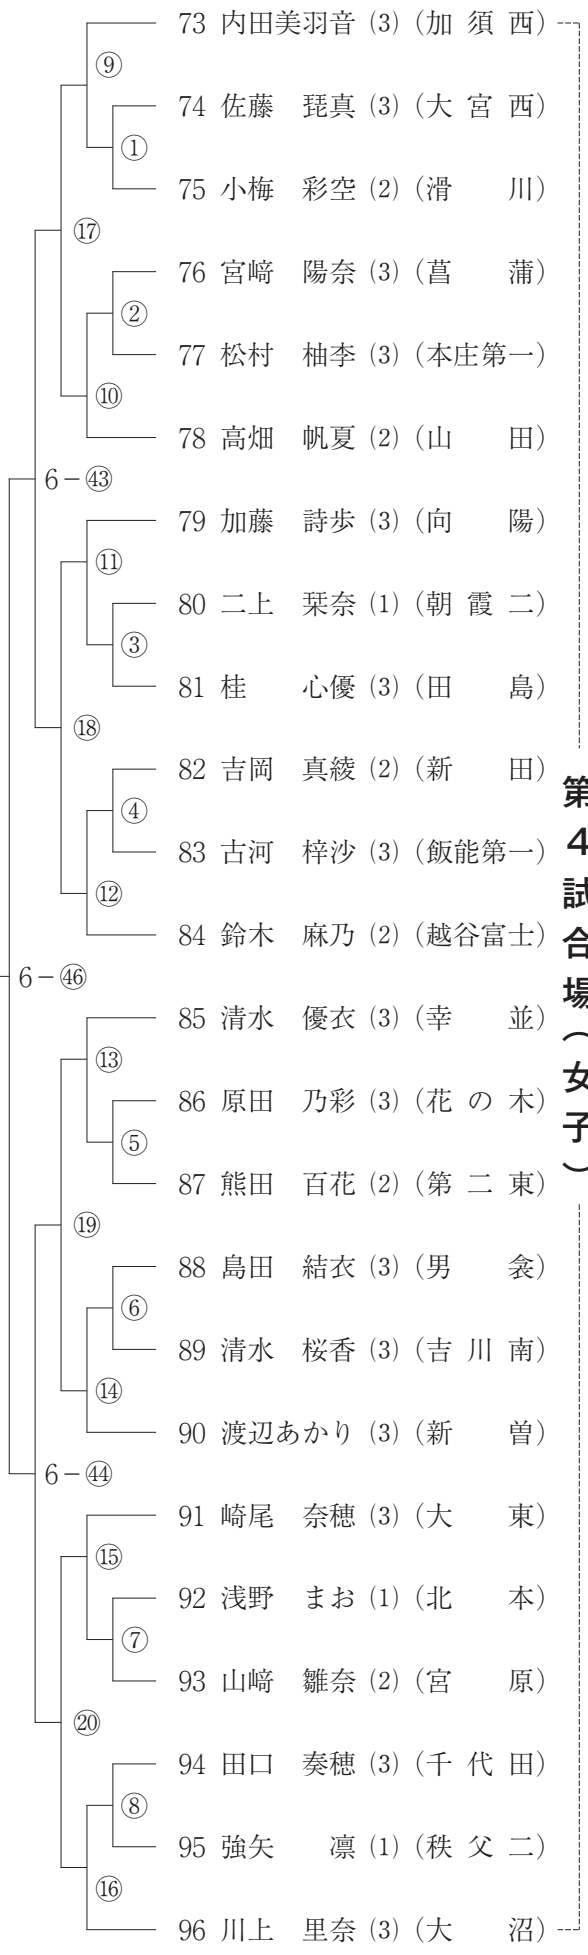 73 内田美羽音 (3) (加 須 西)
⑨
74 佐藤　琵真 (3) (大 宮 西)
①
75 小梅　彩空 (2) (滑　　川)
⑰
76 宮﨑　陽奈 (3) (菖　　蒲)
②
77 松村　柚李 (3) (本庄第一)
⑩
78 高畑　帆夏 (2) (山　　田)
6－㊸
79 加藤　詩歩 (3) (向　　陽)
⑪
80 二上　栞奈 (1) (朝 霞 二)
③
81 桂　　心優 (3) (田　　島)
⑱
82 吉岡　真綾 (2) (新　　田)
④
83 古河　梓沙 (3) (飯能第一)
⑫
84 鈴木　麻乃 (2) (越谷富士)
6－㊻
85 清水　優衣 (3) (幸　　並)
⑬
86 原田　乃彩 (3) (花 の 木)
⑤
87 熊田　百花 (2) (第 二 東)
⑲
88 島田　結衣 (3) (男　　衾)
⑥
89 清水　桜香 (3) (吉 川 南)
⑭
90 渡辺あかり (3) (新　　曽)
6－㊹
91 崎尾　奈穂 (3) (大　　東)
⑮
92 浅野　まお (1) (北　　本)
⑦
93 山﨑　雛奈 (2) (宮　　原)
⑳
94 田口　奏穂 (3) (千 代 田)
⑧
95 強矢　　凛 (1) (秩 父 二)
⑯
96 川上　里奈 (3) (大　　沼)
第４試合場（女子）